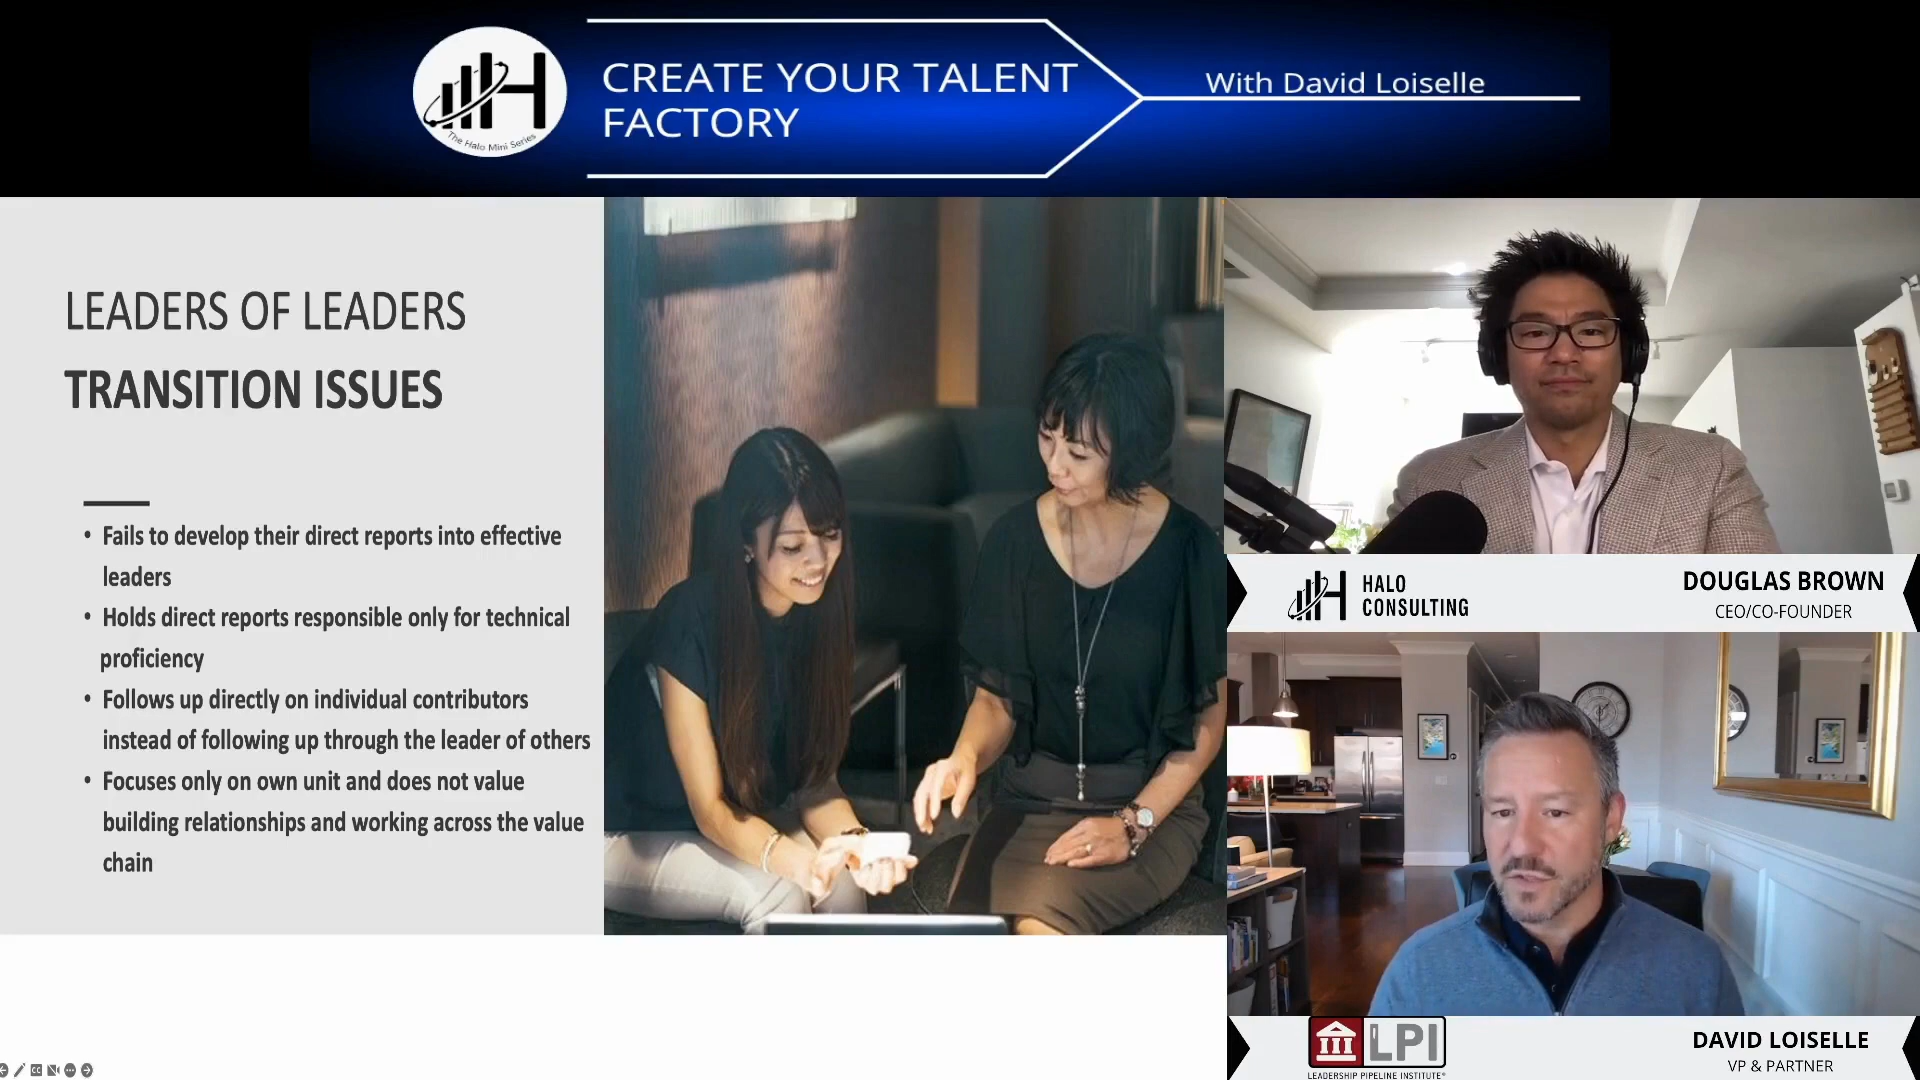 The Halo Mini Series
CREATE YOUR TALENT
FACTORY
With David Loiselle
LEADERS OF LEADERS
TRANSITION ISSUES
• Fails to develop their direct reports into effective
leaders
• Holds direct reports responsible only for technical
proficiency
• Follows up directly on individual contributors
instead of following up through the leader of others
• Focuses only on own unit and does not value
building relationships and working across the value
chain
HALO
CONSULTING
DOUGLAS BROWN
CEO/CO-FOUNDER
LPI
LEADERSHIP PIPELINE INSTITUTE®
DAVID LOISELLE
VP & PARTNER